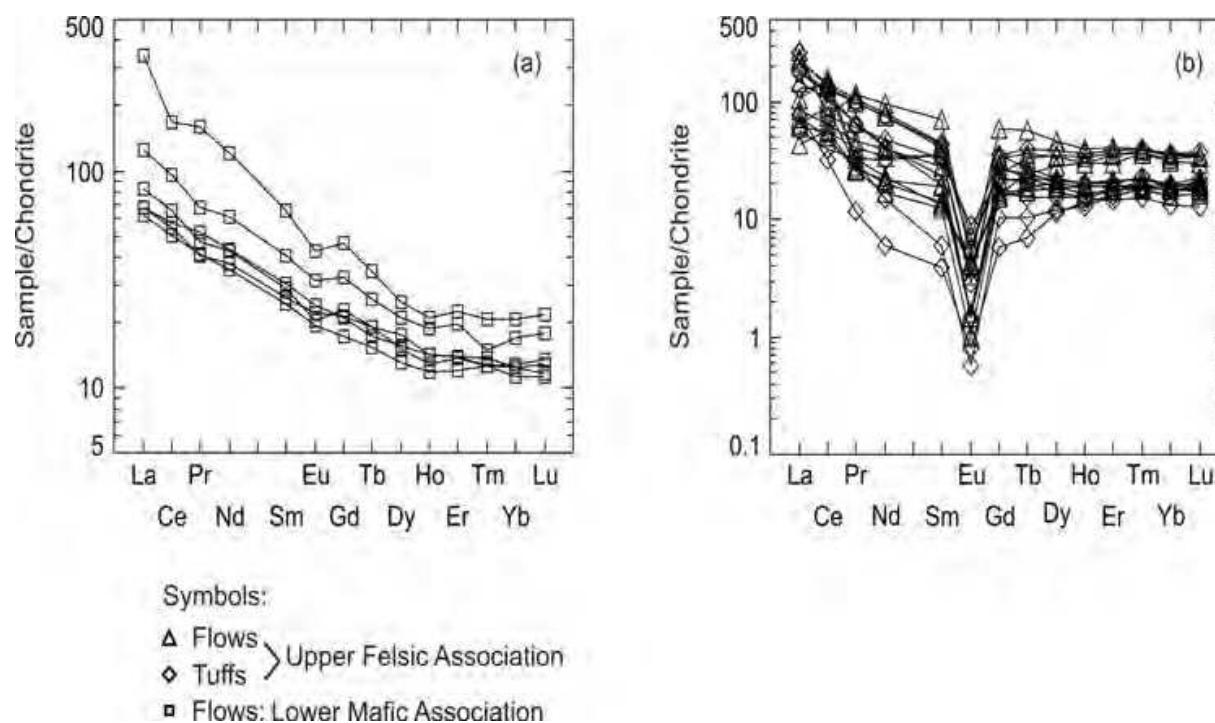 500
100
10
5
Sample/Chondrite
(a)
La Pr Eu Tb Ho Tm Lu
Ce Nd Sm Gd Dy Er Yb
500
100
10
1
0.1
Sample/Chondrite
(b)
La Pr Eu Tb Ho Tm Lu
Ce Nd Sm Gd Dy Er Yb
Symbols:
Flows
Tuffs
Upper Felsic Association
Flows: Lower Mafic Association